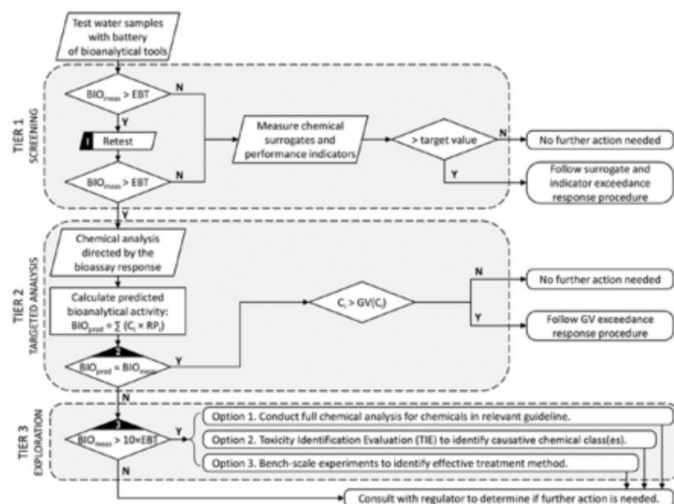 Test water samples
with battery
of bioanalytical tools
TIER 1
SCREENING
BIOmeas > EBT
N
Y
1
Retest
BIOmeas > EBT
N
Y
Measure chemical
surrogates and
performance indicators
> target value
N
Y
No further action needed
Follow surrogate and
indicator exceedance
response procedure
TIER 2
TARGETED ANALYSIS
Chemical analysis
directed by the
bioassay response
Calculate predicted
bioanalytical activity:
BIOpred = ∑ (Ci × RPi)
2
BIOpred = BIOmeas
Y
N
Ci > GV(Ci)
N
Y
No further action needed
Follow GV exceedance
response procedure
TIER 3
EXPLORATION
3
BIOmeas > 10×EBT
Y
N
Option 1. Conduct full chemical analysis for chemicals in relevant guideline.
Option 2. Toxicity Identification Evaluation (TIE) to identify causative chemical class(es).
Option 3. Bench-scale experiments to identify effective treatment method.
Consult with regulator to determine if further action is needed.